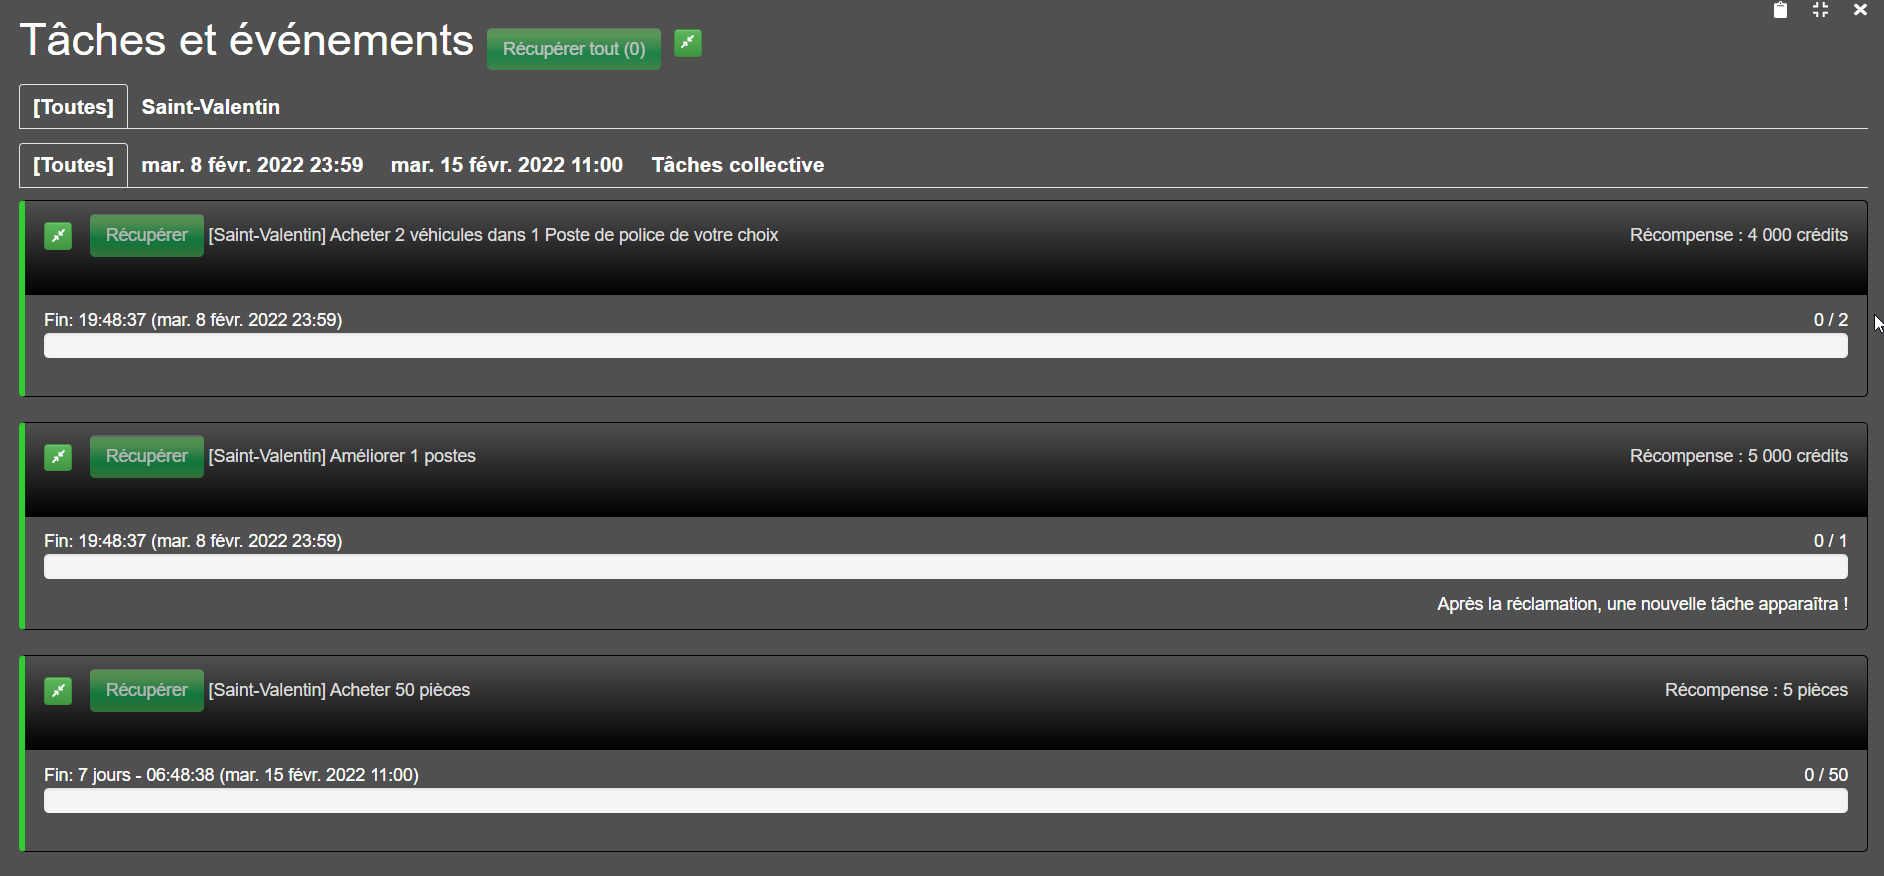 Tâches et événements Récupérer tout (0)
[Toutes] Saint-Valentin
[Toutes] mar. 8 févr. 2022 23:59 mar. 15 févr. 2022 11:00 Tâches collective
Récupérer [Saint-Valentin] Acheter 2 véhicules dans 1 Poste de police de votre choix Récompense : 4 000 crédits
Fin: 19:48:37 (mar. 8 févr. 2022 23:59) 0 / 2
Récupérer [Saint-Valentin] Améliorer 1 postes Récompense : 5 000 crédits
Fin: 19:48:37 (mar. 8 févr. 2022 23:59) 0 / 1
Après la réclamation, une nouvelle tâche apparaîtra !
Récupérer [Saint-Valentin] Acheter 50 pièces Récompense : 5 pièces
Fin: 7 jours - 06:48:38 (mar. 15 févr. 2022 11:00) 0 / 50